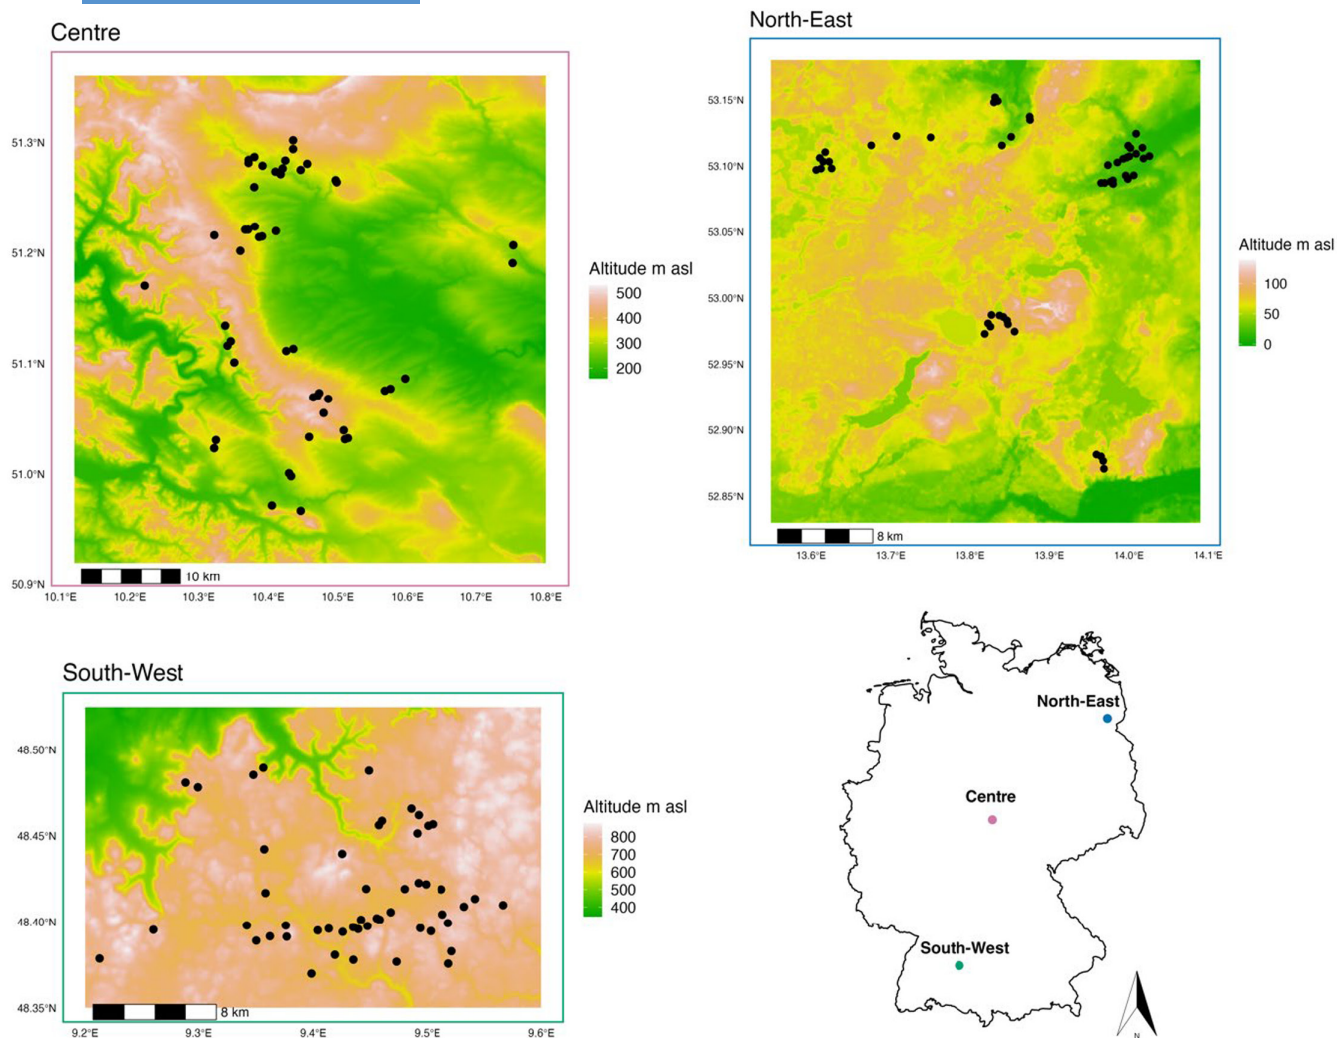 Centre
51.3°N
51.2°N
51.1°N
51.0°N
50.9°N
10 km
10.1°E 10.2°E 10.3°E 10.4°E 10.5°E 10.6°E 10.7°E 10.8°E
Altitude m asl
500
400
300
200
North-East
53.15°N
53.10°N
53.05°N
53.00°N
52.95°N
52.90°N
52.85°N
8 km
13.6°E 13.7°E 13.8°E 13.9°E 14.0°E 14.1°E
Altitude m asl
100
50
0
South-West
48.50°N
48.45°N
48.40°N
48.35°N
8 km
9.2°E 9.3°E 9.4°E 9.5°E 9.6°E
Altitude m asl
800
700
600
500
400
North-East
Centre
South-West
N